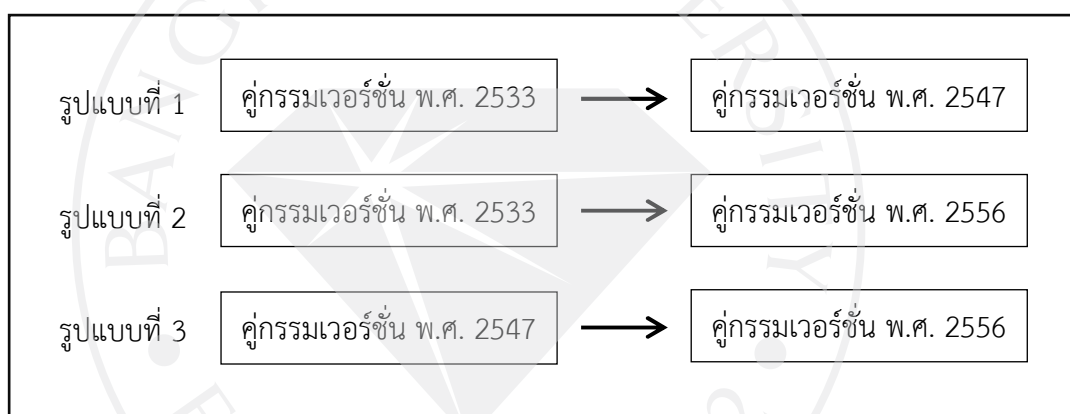 รูปแบบที่ 1 คู่กรรมเวอร์ชั่น พ.ศ. 2533 คู่กรรมเวอร์ชั่น พ.ศ. 2547
รูปแบบที่ 2 คู่กรรมเวอร์ชั่น พ.ศ. 2533 คู่กรรมเวอร์ชั่น พ.ศ. 2556
รูปแบบที่ 3 คู่กรรมเวอร์ชั่น พ.ศ. 2547 คู่กรรมเวอร์ชั่น พ.ศ. 2556